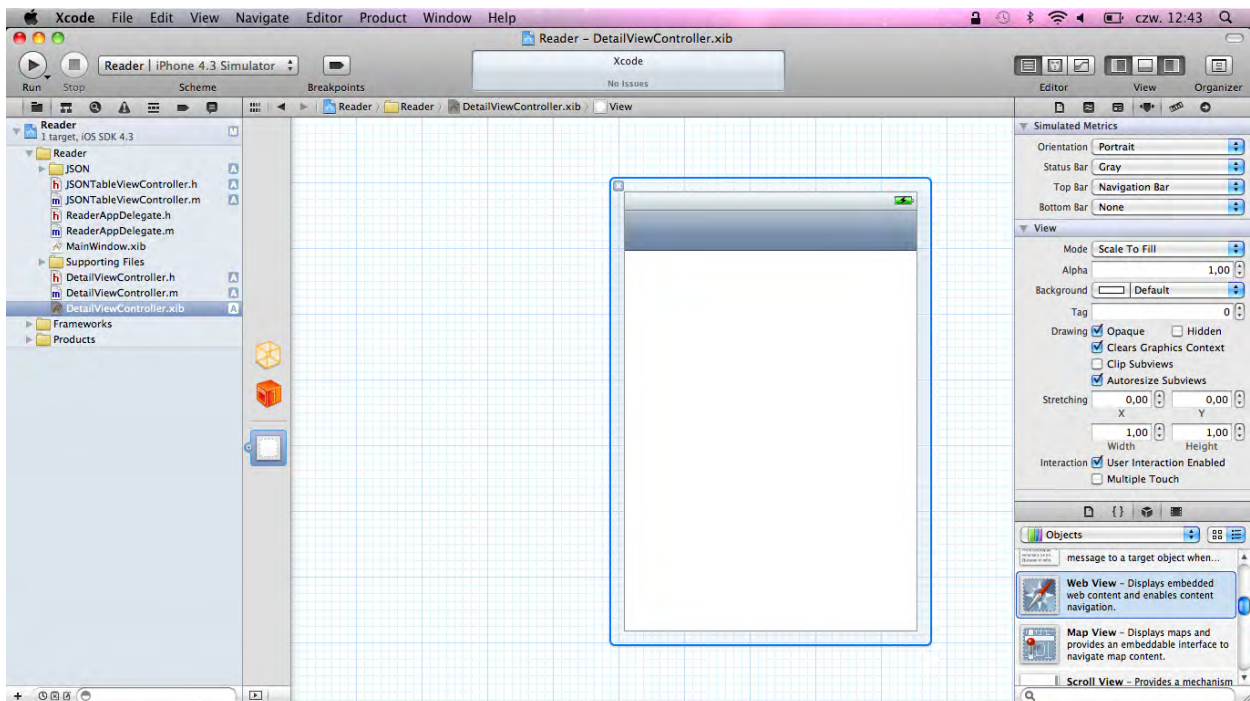 Xcode File Edit View Navigate Editor Product Window Help czw. 12:43
Reader – DetailViewController.xib
Reader | iPhone 4.3 Simulator
Xcode
No Issues
Run Stop Scheme Breakpoints Editor View Organizer
Reader Reader DetailViewController.xib View
Reader M
1 target, iOS SDK 4.3
Reader
JSON A
h JSONTableViewController.h A
m JSONTableViewController.m A
h ReaderAppDelegate.h
m ReaderAppDelegate.m
MainWindow.xib
Supporting Files
h DetailViewController.h A
m DetailViewController.m A
DetailViewController.xib A
Frameworks
Products
Simulated Metrics
Orientation Portrait
Status Bar Gray
Top Bar Navigation Bar
Bottom Bar None
View
Mode Scale To Fill
Alpha 1,00
Background Default
Tag 0
Drawing Opaque Hidden
Clears Graphics Context
Clip Subviews
Autoresize Subviews
Stretching 0,00 0,00
X Y
1,00 1,00
Width Height
Interaction User Interaction Enabled
Multiple Touch
{}
Objects
message to a target object when...
Web View – Displays embedded
web content and enables content
navigation.
Map View – Displays maps and
provides an embeddable interface to
navigate map content.
Scroll View – Provides a mechanism